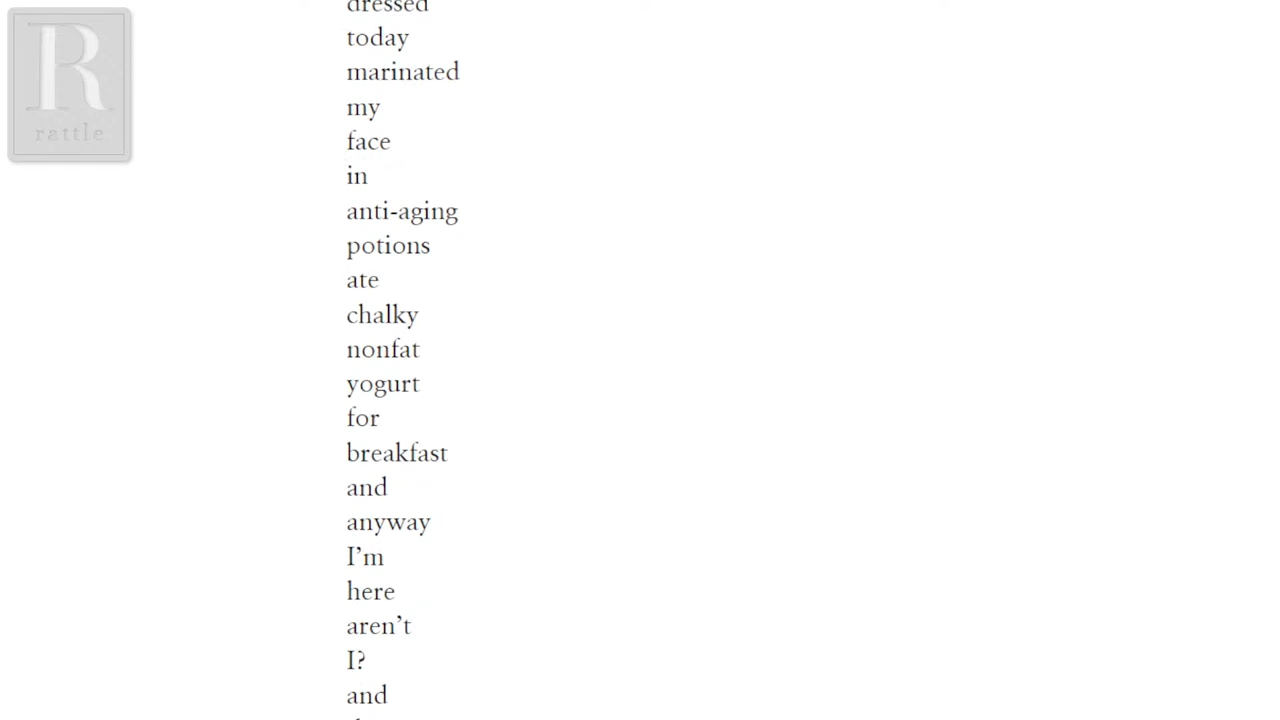 R
rattle
dressed
today
marinated
my
face
in
anti-aging
potions
ate
chalky
nonfat
yogurt
for
breakfast
and
anyway
I’m
here
aren’t
I?
and